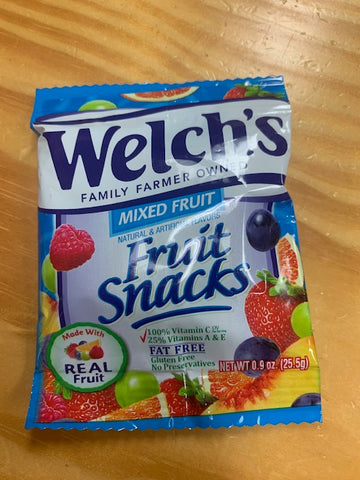 Welch's
FAMILY FARMER OWNED
MIXED FRUIT
NATURAL & ARTIFICIAL FLAVORS
Fruit
Snacks
Made With
REAL
Fruit
100% Vitamin C
25% Vitamins A & E
FAT FREE
Gluten Free
No Preservatives
NET WT 0.9 oz. (25.5g)